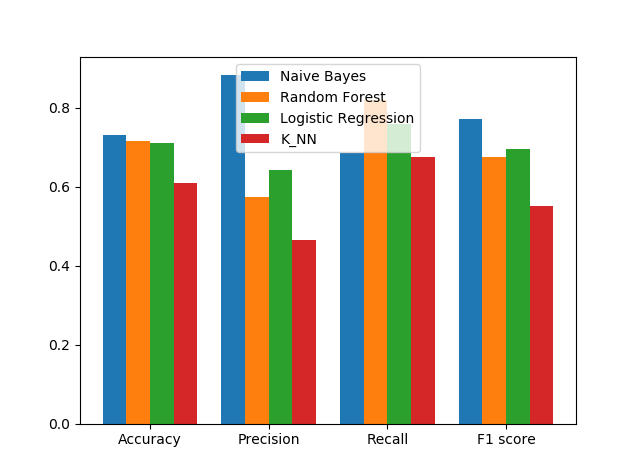 Naive Bayes
Random Forest
Logistic Regression
K_NN
0.8
0.6
0.4
0.2
0.0
Accuracy Precision Recall F1 score